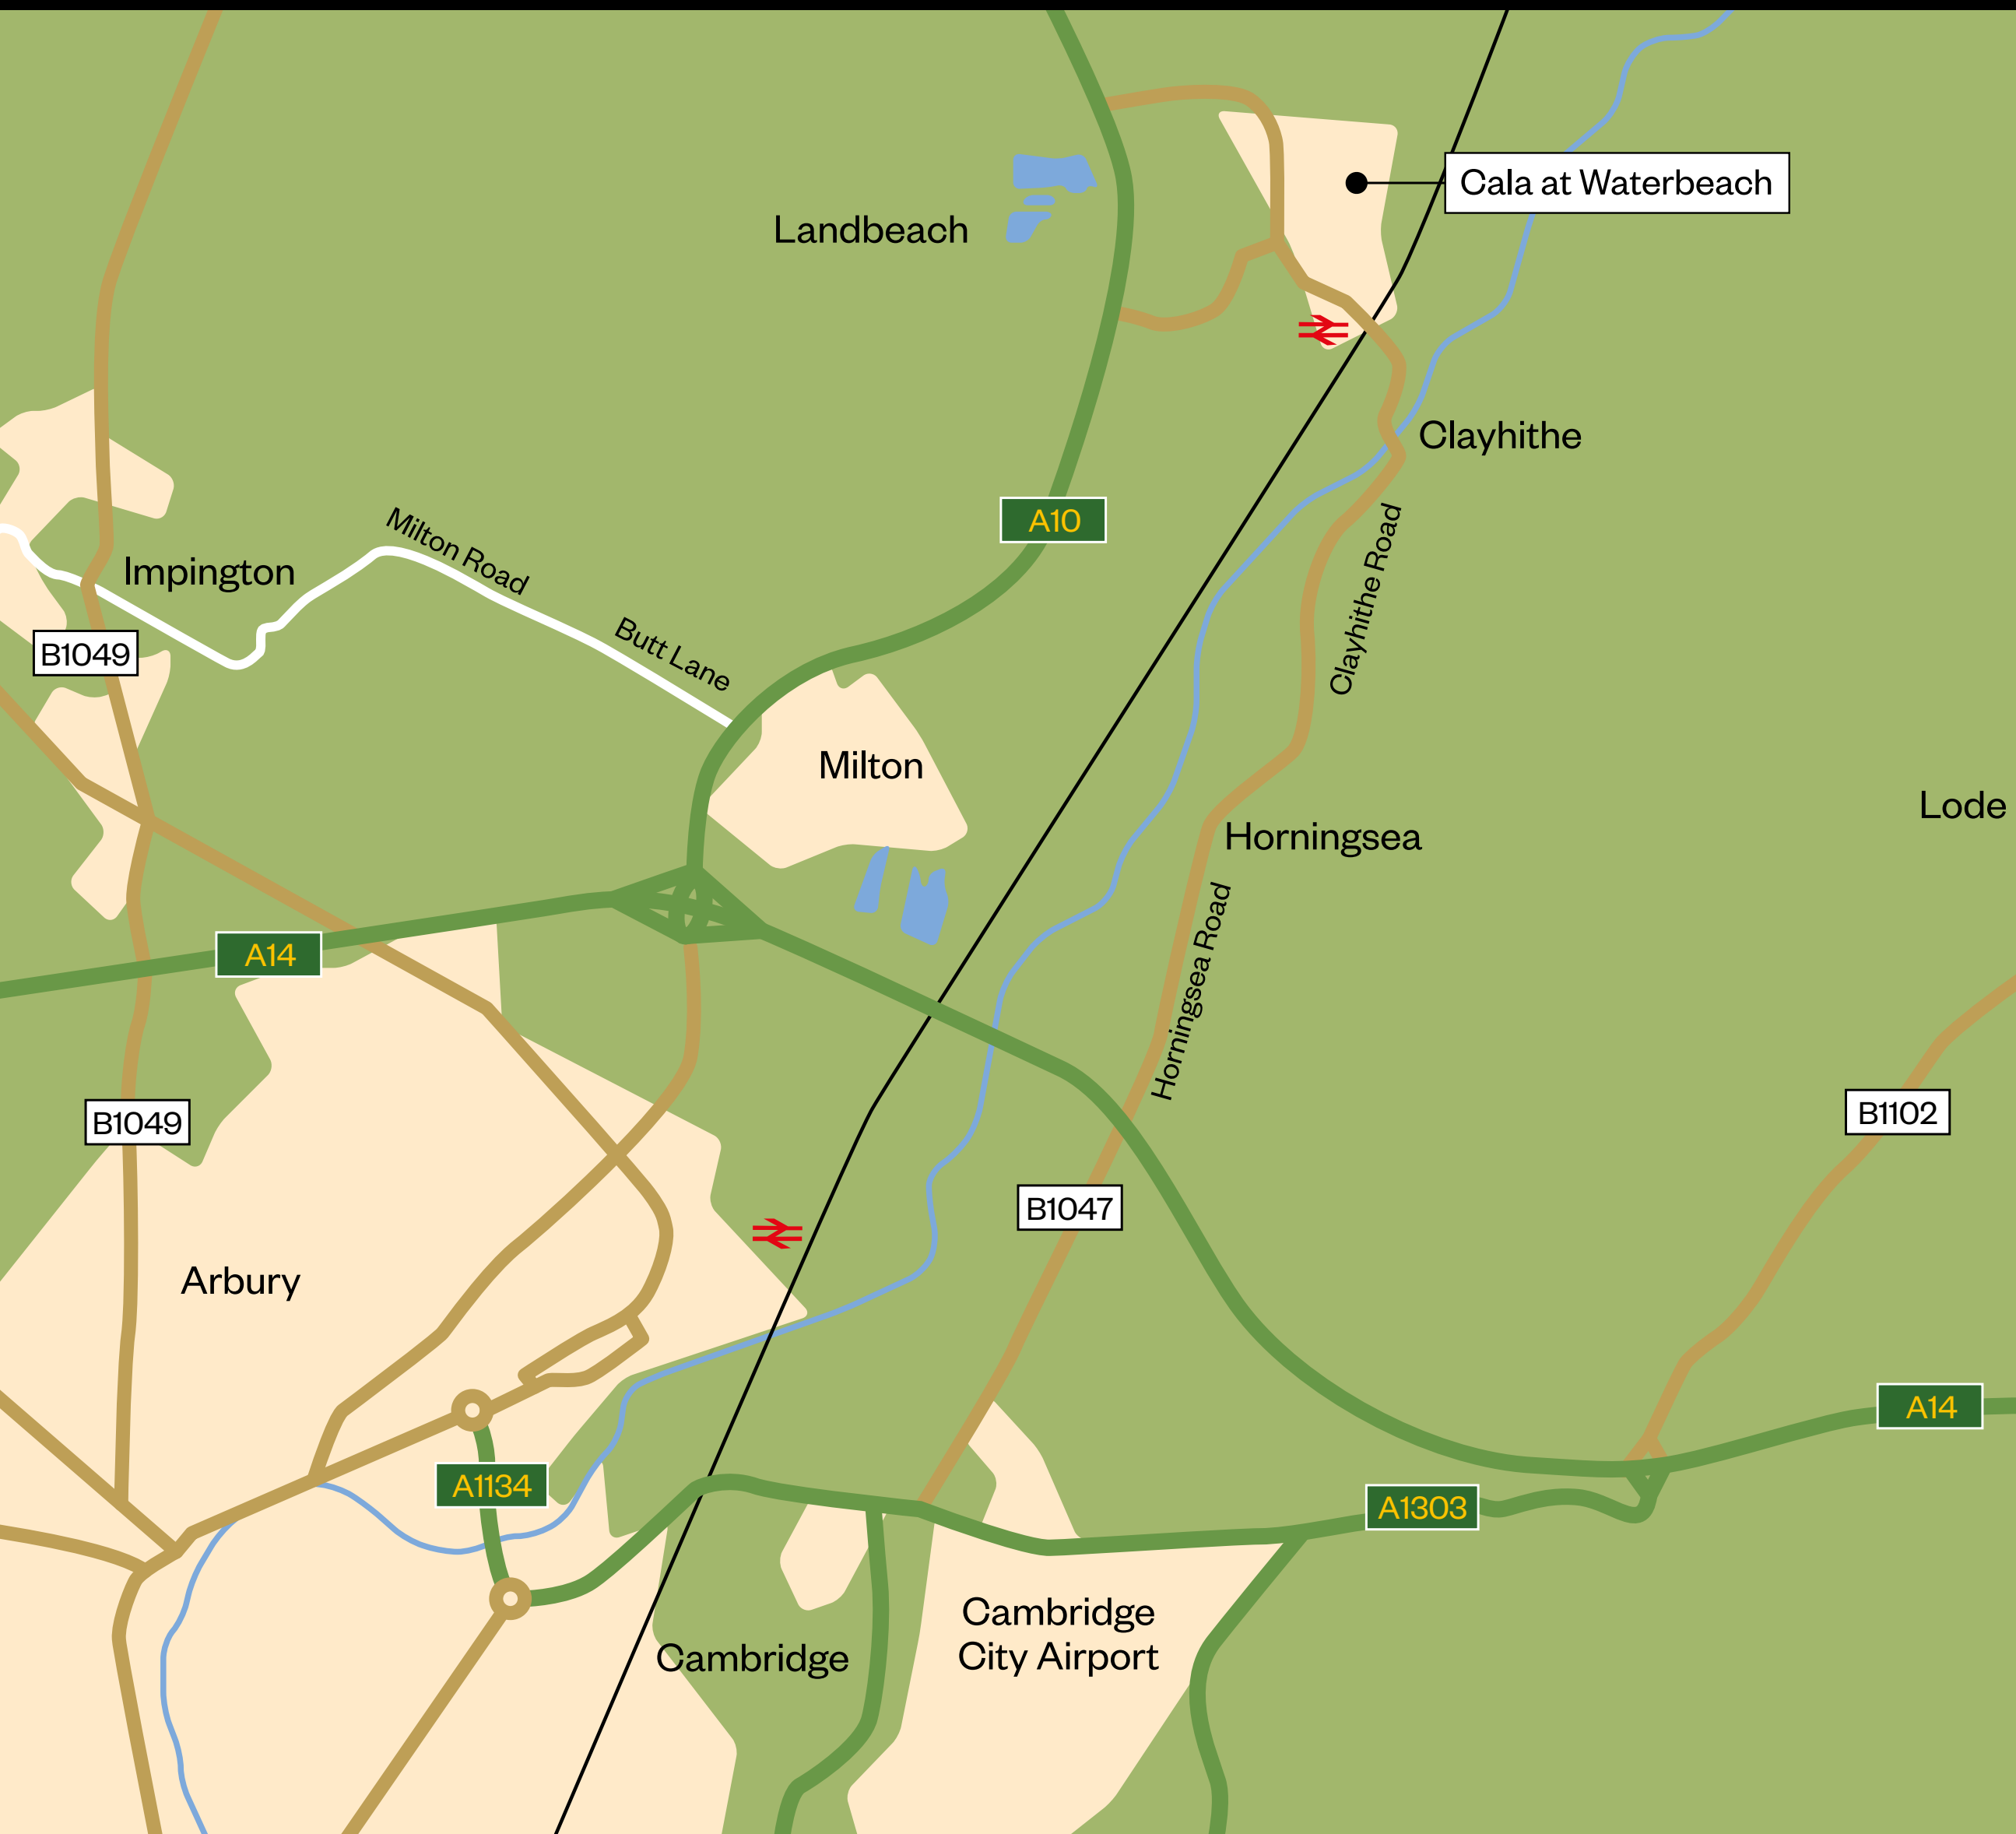 Cala at Waterbeach
Landbeach
Clayhithe
A10
Milton Road
Impington
Clayhithe Road
Butt Lane
B1049
Milton
Lode
Horningsea
A14
Horningsea Road
B1049
B1102
B1047
Arbury
A14
A1134
A1303
Cambridge
City Airport
Cambridge